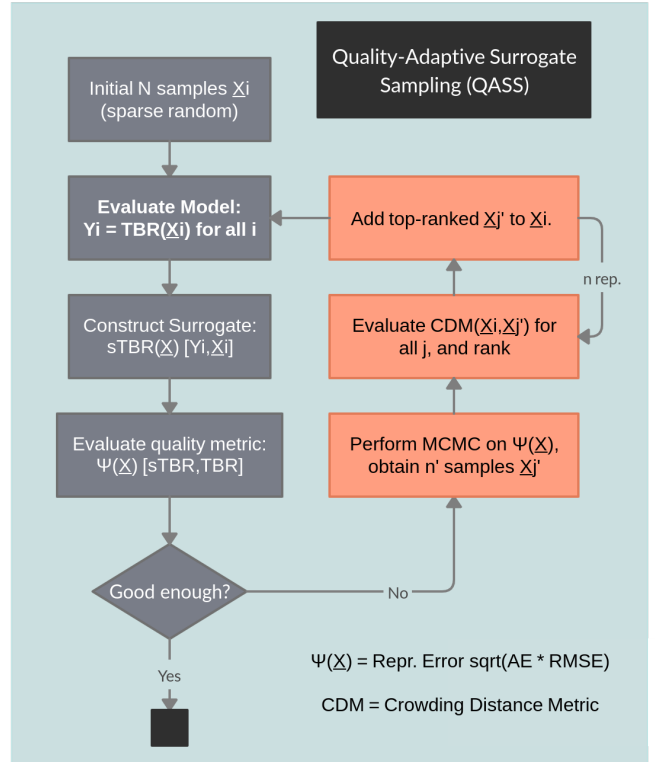 Quality-Adaptive Surrogate
Sampling (QASS)
Initial N samples Xi
(sparse random)
Evaluate Model:
Yi = TBR(Xi) for all i
Construct Surrogate:
sTBR(X) [Yi,Xi]
Evaluate quality metric:
Ψ(X) [sTBR,TBR]
Good enough?
Yes
No
Perform MCMC on Ψ(X),
obtain n' samples Xj'
Evaluate CDM(Xi,Xj') for
all j, and rank
Add top-ranked Xj' to Xi.
n rep.
Ψ(X) = Repr. Error sqrt(AE * RMSE)
CDM = Crowding Distance Metric